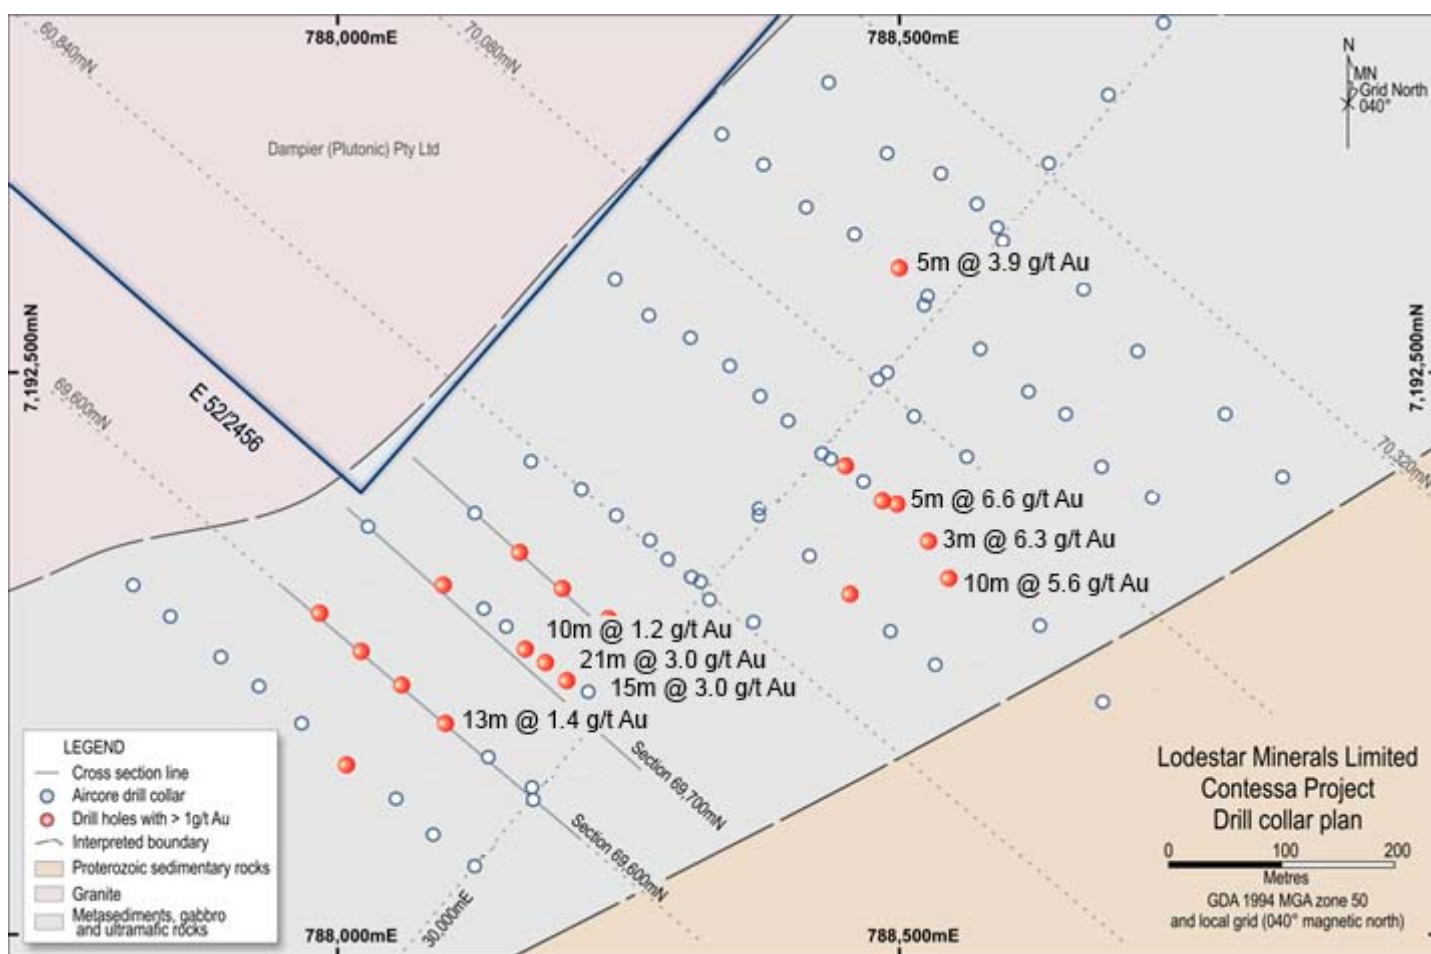 788,000mE
788,500mE
60,840mN
70,080mN
N
MN
Grid North
040°
Dampier (Plutonic) Pty Ltd
5m @ 3.9 g/t Au
7,192,500mN
7,192,500mN
69,600mN
E 52/2456
70,320mN
5m @ 6.6 g/t Au
3m @ 6.3 g/t Au
10m @ 5.6 g/t Au
10m @ 1.2 g/t Au
21m @ 3.0 g/t Au
15m @ 3.0 g/t Au
13m @ 1.4 g/t Au
Section 69,700mN
Section 69,600mN
30,000mE
LEGEND
Cross section line
Aircore drill collar
Drill holes with > 1g/t Au
Interpreted boundary
Proterozoic sedimentary rocks
Granite
Metasediments, gabbro
and ultramafic rocks
Lodestar Minerals Limited
Contessa Project
Drill collar plan
0 100 200
Metres
GDA 1994 MGA zone 50
and local grid (040° magnetic north)
788,000mE
788,500mE